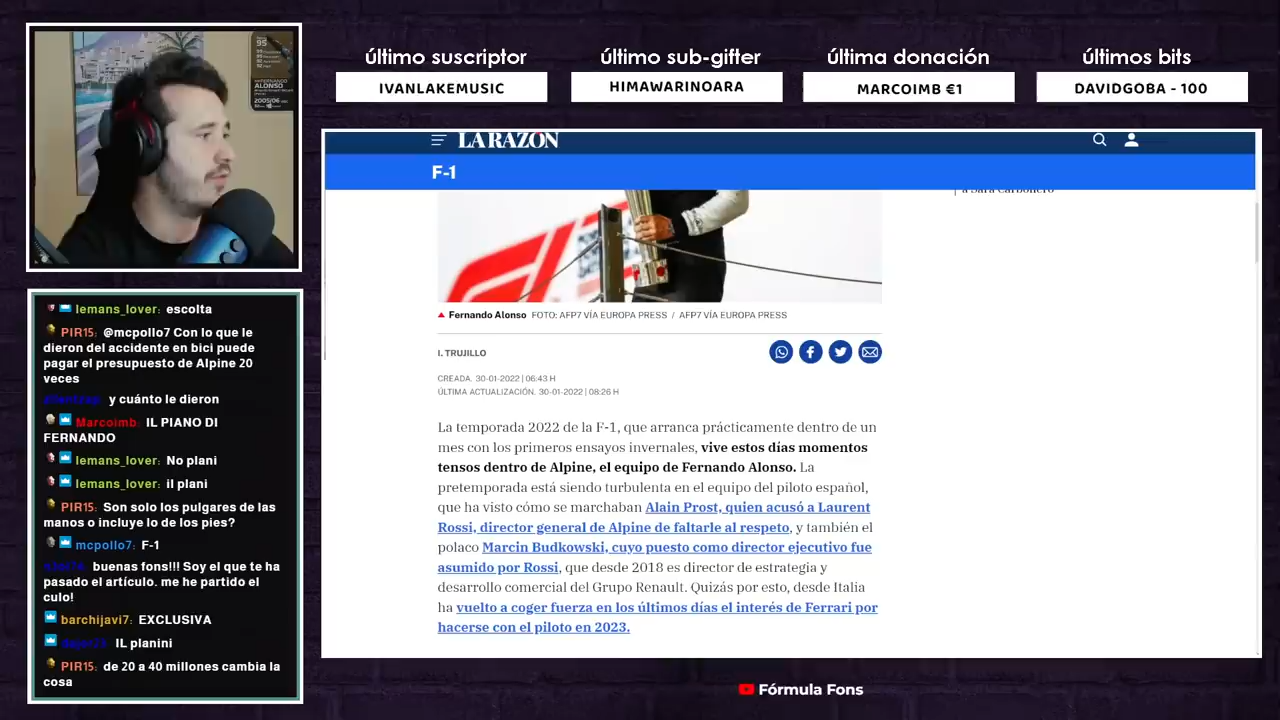 último suscriptor
IVANLAKEMUSIC
último sub-gifter
HIMAWARINOARA
última donación
MARCOIMB €1
últimos bits
DAVIDGOBA - 100
95
FERNANDO
ALONSO
2005/06
lemans_lover: escolta
PIR15: @mcpollo7 Con lo que le
dieron del accidente en bici puede
pagar el presupuesto de Alpine 20
veces
y cuánto le dieron
Marcoimb: IL PIANO DI
FERNANDO
lemans_lover: No plani
lemans_lover: il plani
PIR15: Son solo los pulgares de las
manos o incluye lo de los pies?
mcpollo7: F-1
buenas fons!!! Soy el que te ha
pasado el artículo. me he partido el
culo!
barchijavi7: EXCLUSIVA
IL planini
PIR15: de 20 a 40 millones cambia la
cosa
LA RAZÓN
F-1
a Sara Carbonero
Fernando Alonso FOTO: AFP7 VÍA EUROPA PRESS / AFP7 VÍA EUROPA PRESS
I. TRUJILLO
CREADA. 30-01-2022 | 06:43 H
ÚLTIMA ACTUALIZACIÓN. 30-01-2022 | 08:26 H
La temporada 2022 de la F-1, que arranca prácticamente dentro de un
mes con los primeros ensayos invernales, vive estos días momentos
tensos dentro de Alpine, el equipo de Fernando Alonso. La
pretemporada está siendo turbulenta en el equipo del piloto español,
que ha visto cómo se marchaban Alain Prost, quien acusó a Laurent
Rossi, director general de Alpine de faltarle al respeto, y también el
polaco Marcin Budkowski, cuyo puesto como director ejecutivo fue
asumido por Rossi, que desde 2018 es director de estrategia y
desarrollo comercial del Grupo Renault. Quizás por esto, desde Italia
ha vuelto a coger fuerza en los últimos días el interés de Ferrari por
hacerse con el piloto en 2023.
Fórmula Fons